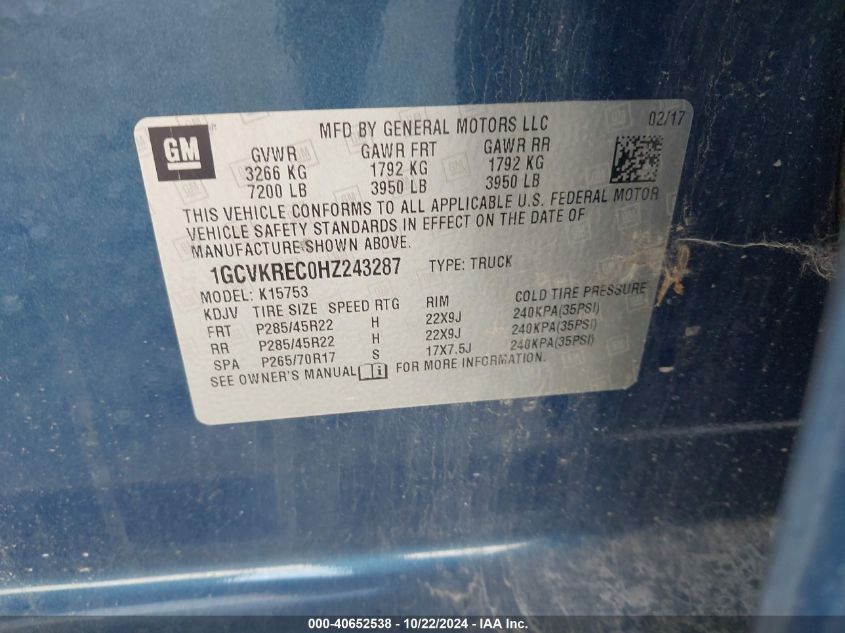 GM
MFD BY GENERAL MOTORS LLC 02/17
GVWR GAWR FRT GAWR RR
3266 KG 1792 KG 1792 KG
7200 LB 3950 LB 3950 LB
THIS VEHICLE CONFORMS TO ALL APPLICABLE U.S. FEDERAL MOTOR
VEHICLE SAFETY STANDARDS IN EFFECT ON THE DATE OF
MANUFACTURE SHOWN ABOVE.
1GCVKREC0HZ243287 TYPE: TRUCK
MODEL: K15753
KDJV TIRE SIZE SPEED RTG RIM COLD TIRE PRESSURE
FRT P285/45R22 H 22X9J 240KPA(35PSI)
RR P285/45R22 H 22X9J 240KPA(35PSI)
SPA P265/70R17 S 17X7.5J 240KPA(35PSI)
SEE OWNER'S MANUAL i FOR MORE INFORMATION.
000-40652538 - 10/22/2024 - IAA Inc.